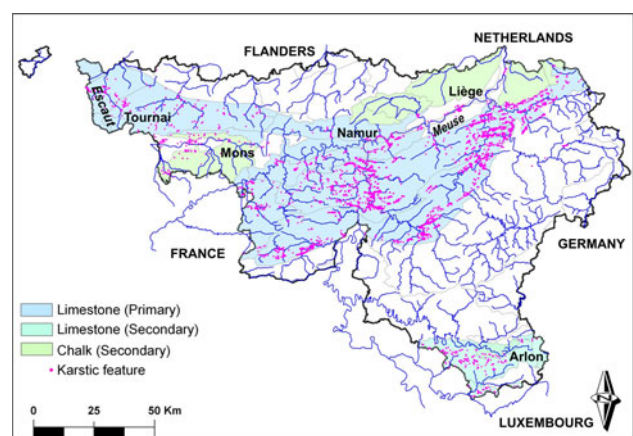 FLANDERS
NETHERLANDS
Liège
Escaut
Tournai
Meuse
Namur
Mons
FRANCE
GERMANY
Limestone (Primary)
Limestone (Secondary)
Chalk (Secondary)
Karstic feature
Arlon
0 25 50 Km
N
LUXEMBOURG